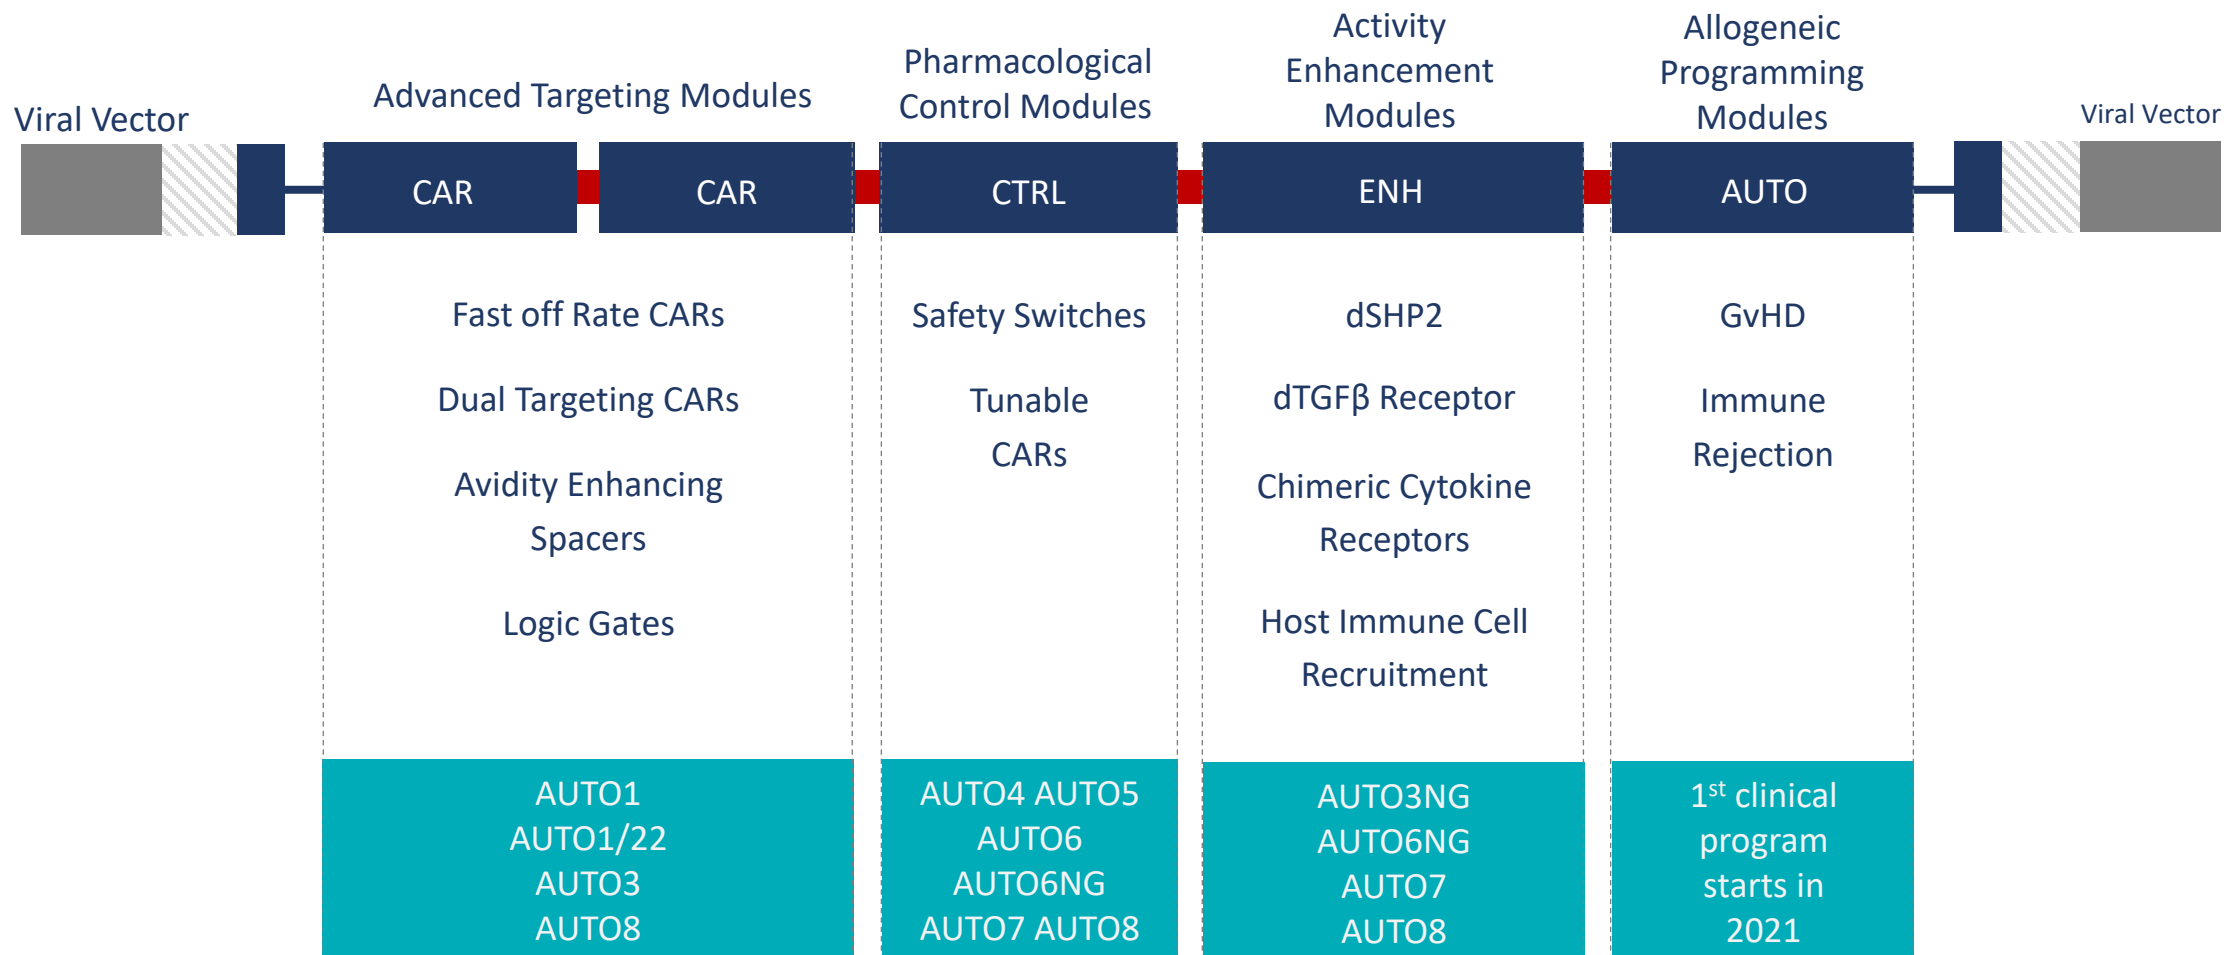 Viral Vector
Advanced Targeting Modules
Pharmacological
Control Modules
Activity
Enhancement
Modules
Allogeneic
Programming
Modules
Viral Vector
CAR
CAR
CTRL
ENH
AUTO
Fast off Rate CARs
Dual Targeting CARs
Avidity Enhancing
Spacers
Logic Gates
Safety Switches
Tunable
CARs
dSHP2
dTGFβ Receptor
Chimeric Cytokine
Receptors
Host Immune Cell
Recruitment
GvHD
Immune
Rejection
AUTO1
AUTO1/22
AUTO3
AUTO8
AUTO4 AUTO5
AUTO6
AUTO6NG
AUTO7 AUTO8
AUTO3NG
AUTO6NG
AUTO7
AUTO8
1st clinical
program
starts in
2021